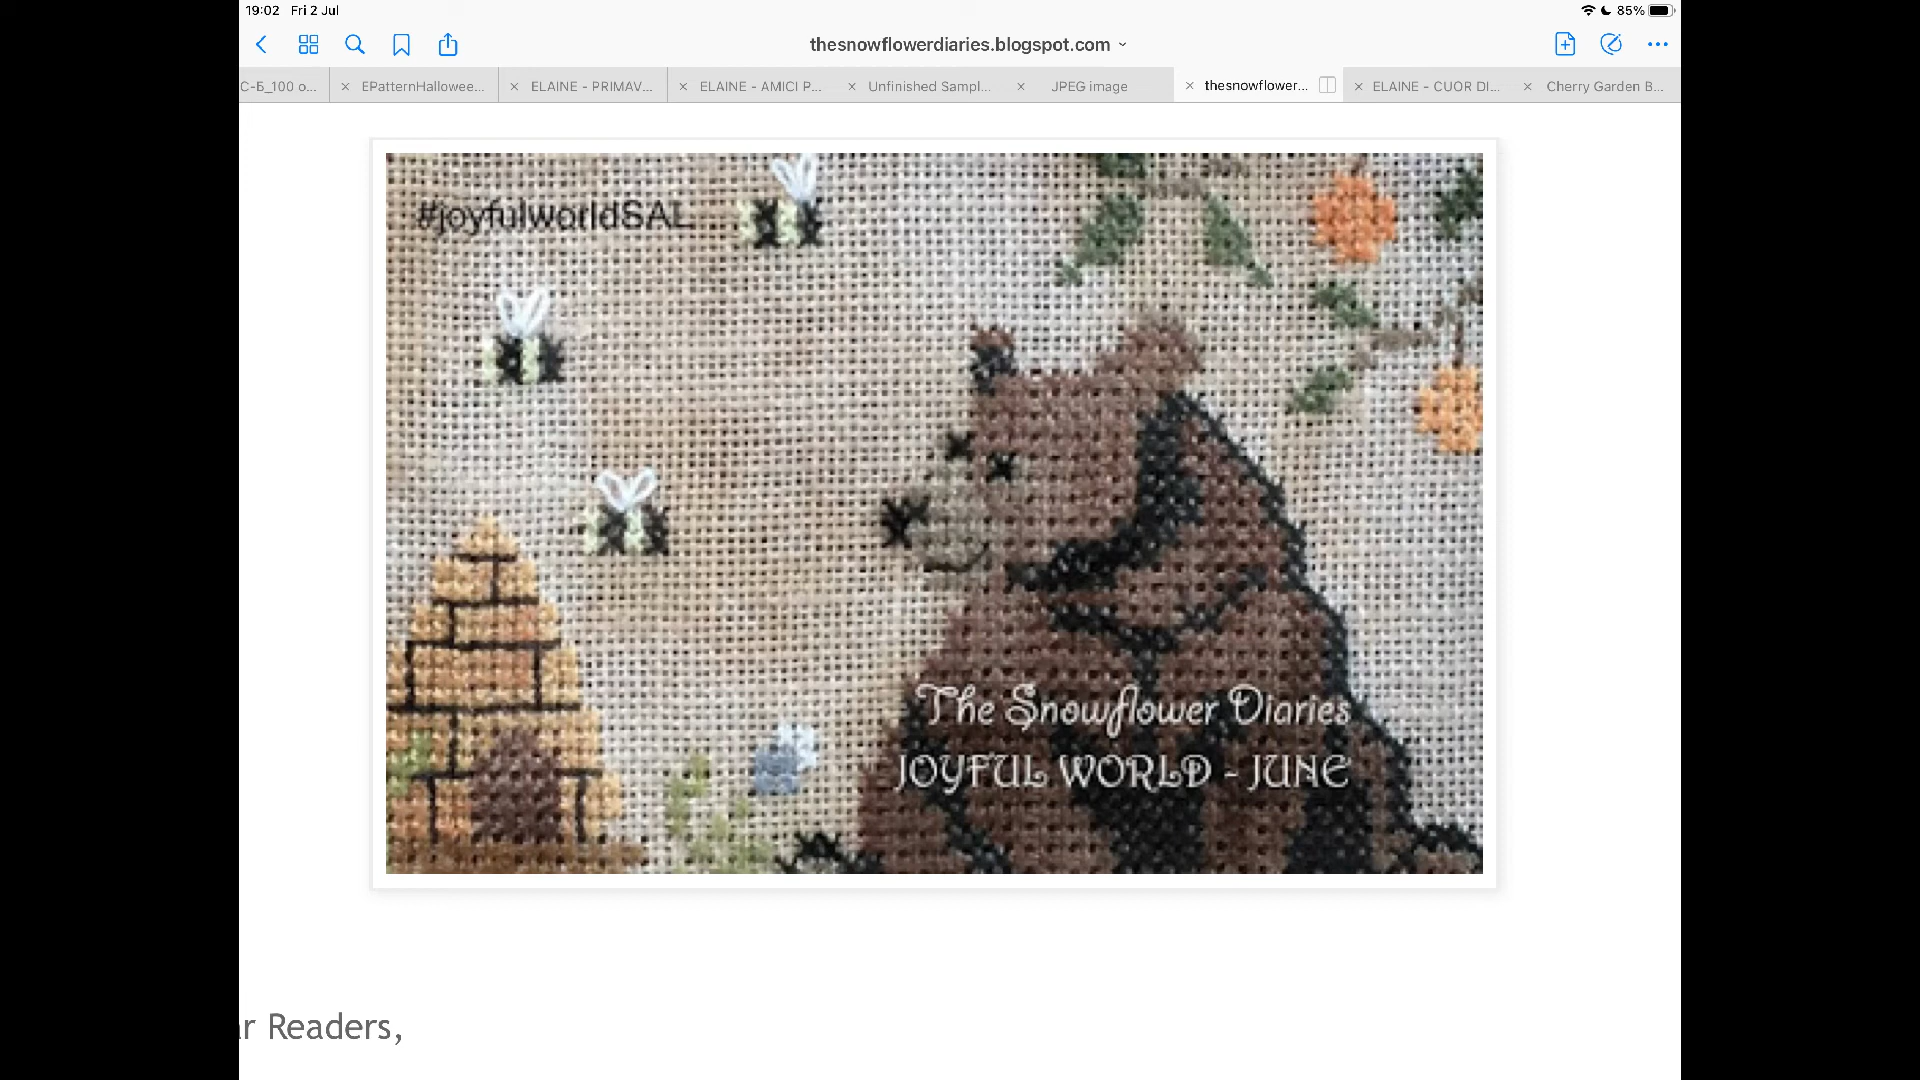 19:02 Fri 2 Jul
85%
thesnowflowerdiaries.blogspot.com
С-Б_100 o...
EPatternHallowee...
ELAINE - PRIMAV...
ELAINE - AMICI P...
Unfinished Sampl...
JPEG image
thesnowflower...
ELAINE - CUOR DI...
Cherry Garden B...
#joyfulworldSAL
The Snowflower Diaries
JOYFUL WORLD - JUNE
ar Readers,